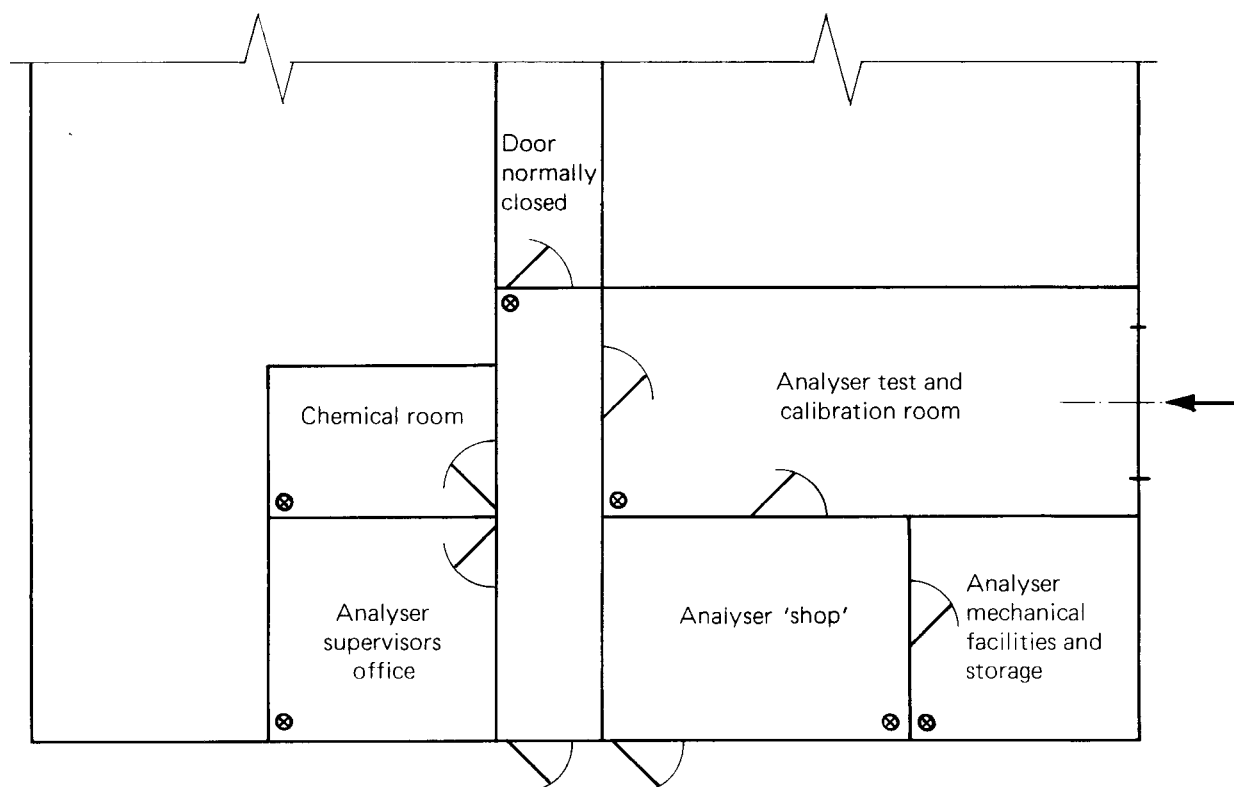 Door
normally
closed
Analyser test and
calibration room
Chemical room
Analyser
supervisors
office
Analyser ‘shop’
Analyser
mechanical
facilities and
storage